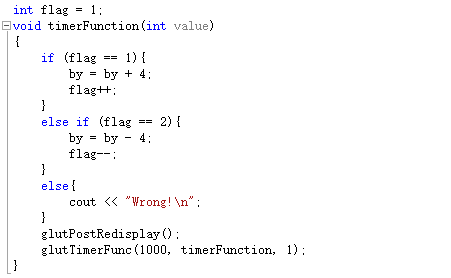 int flag = 1;
void timerFunction(int value)
{
    if (flag == 1){
        by = by + 4;
        flag++;
    }
    else if (flag == 2){
        by = by - 4;
        flag--;
    }
    else{
        cout << "Wrong!\n";
    }
    glutPostRedisplay();
    glutTimerFunc(1000, timerFunction, 1);
}